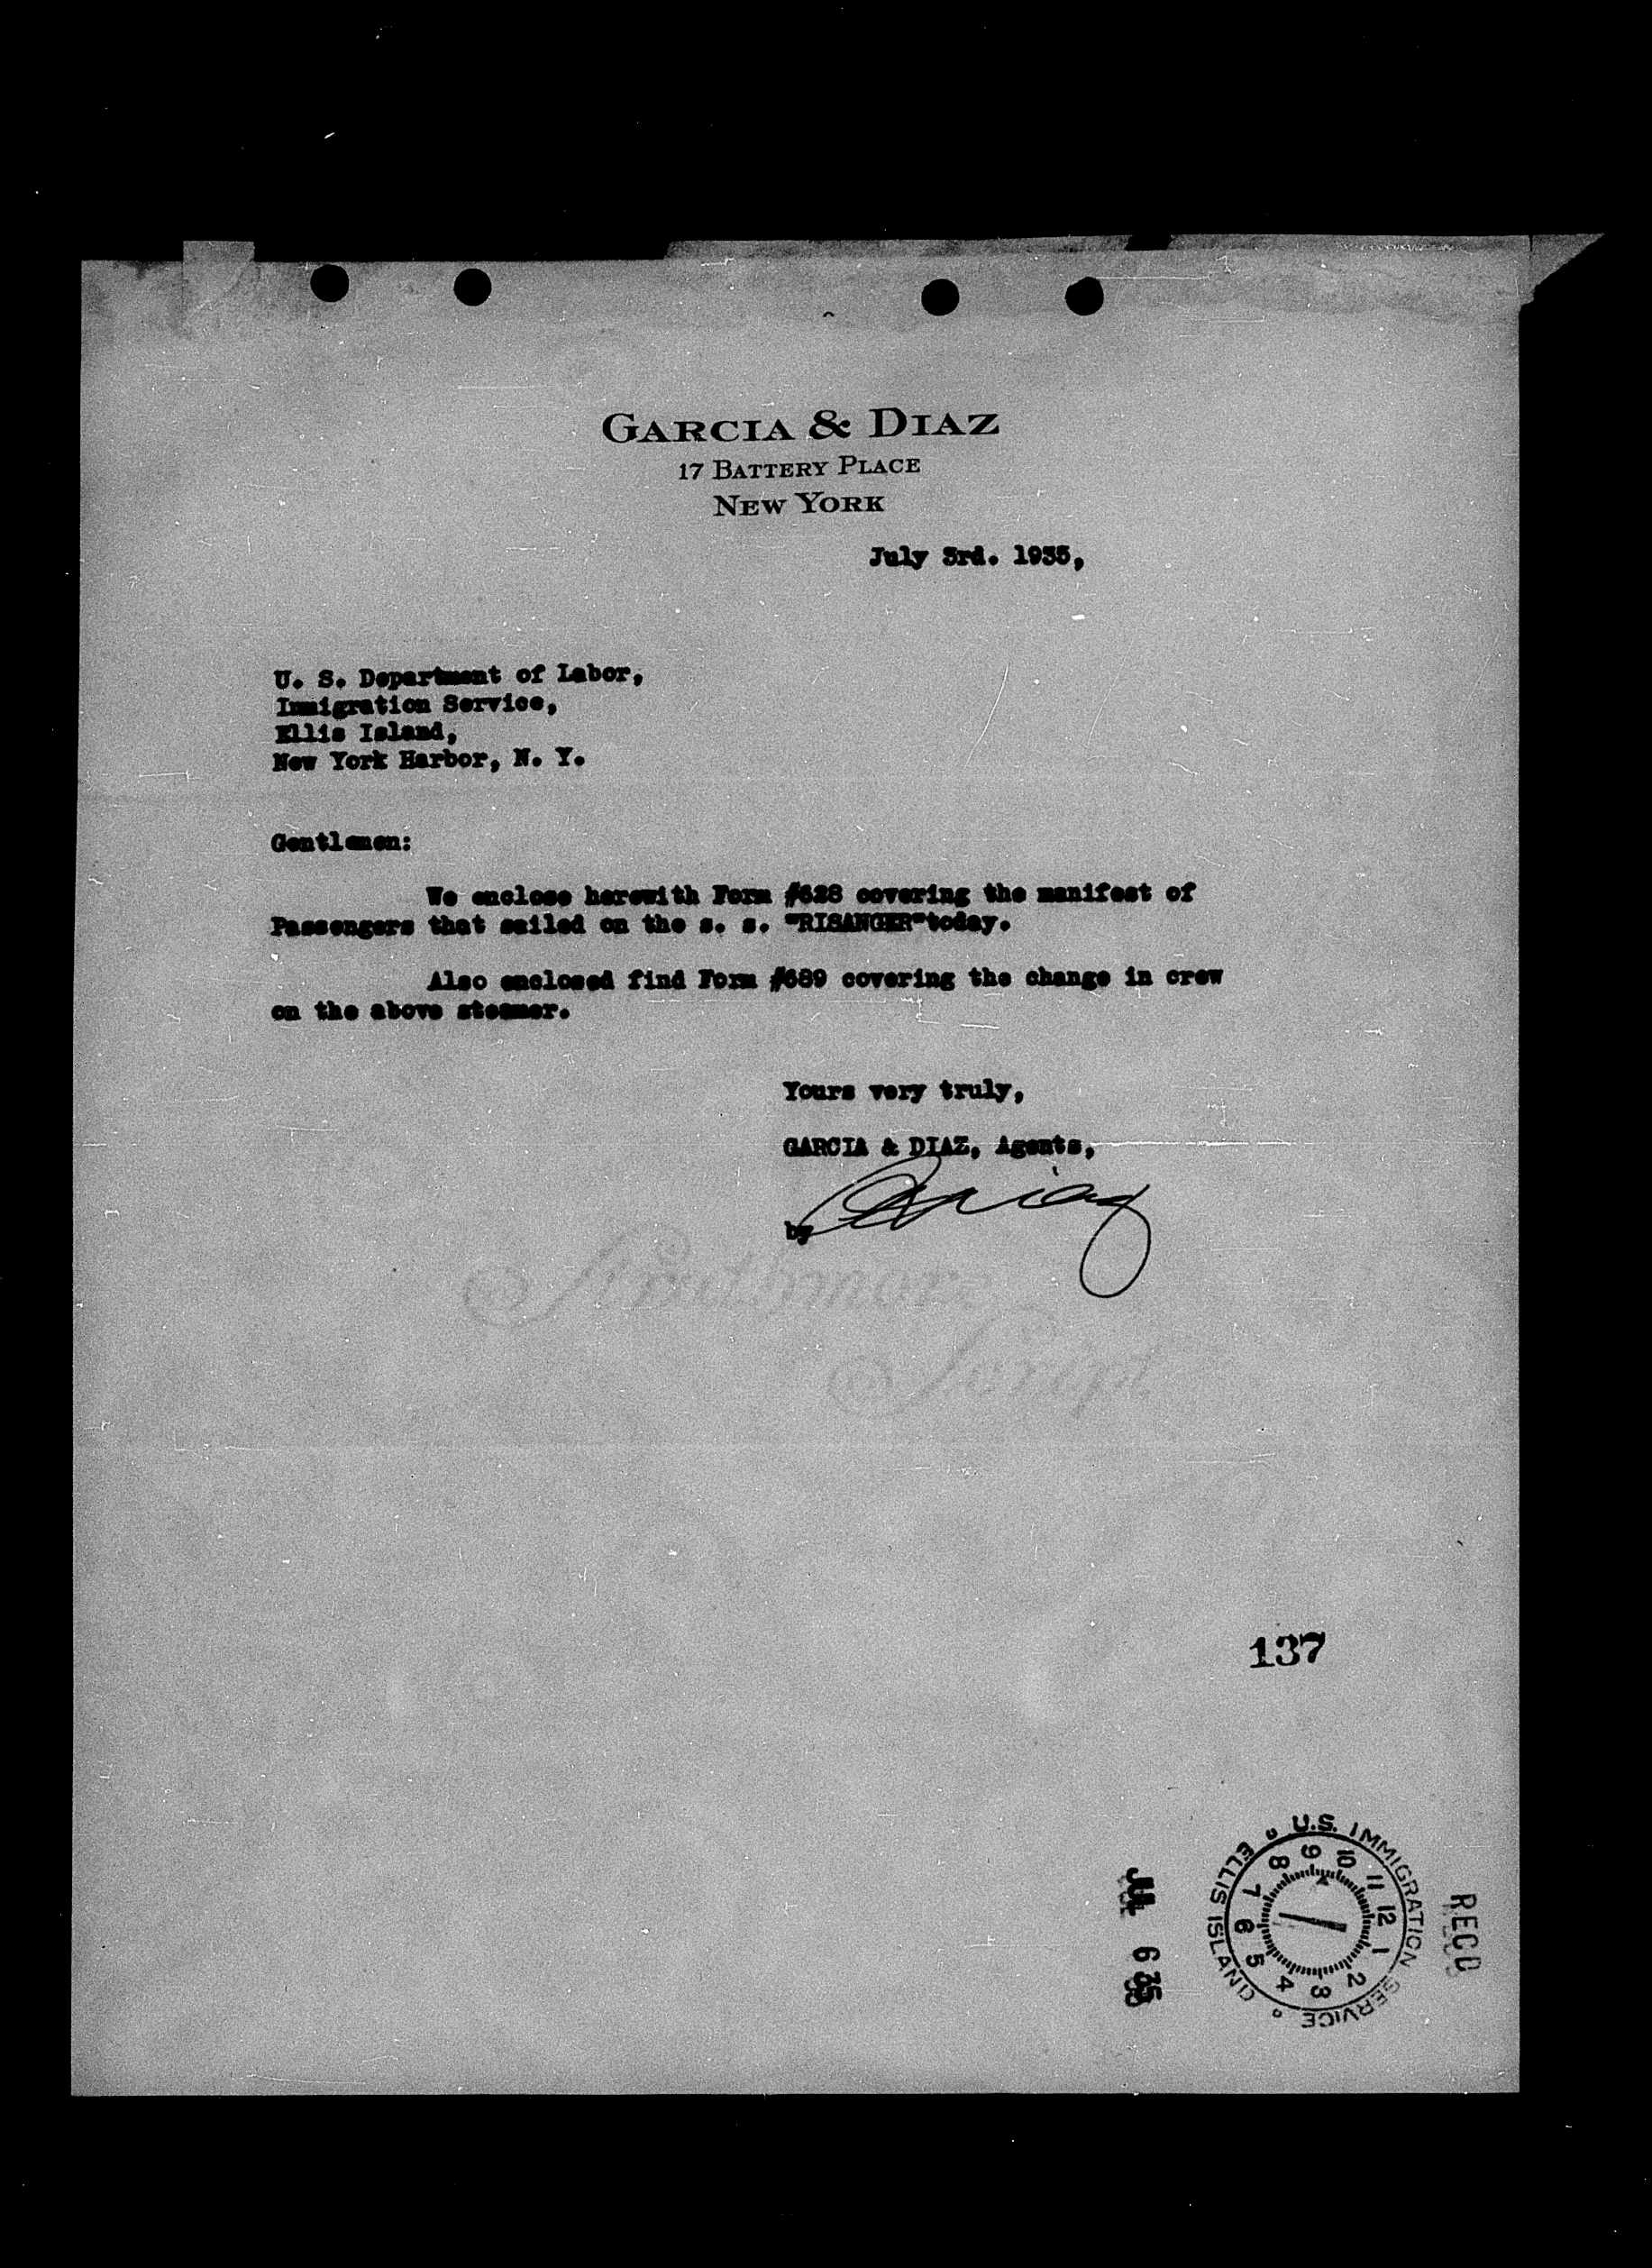 GARCIA & DIAZ
17 BATTERY PLACE
NEW YORK
July 3rd. 1935,
U. S. Department of Labor,
Immigration Service,
Ellis Island,
New York Harbor, N. Y.
Gentlemen:
We enclose herewith Form #628 covering the manifest of
Passengers that sailed on the s. s. "RISANGER"today.
Also enclosed find Form #689 covering the change in crew
on the above steamer.
Yours very truly,
GARCIA & DIAZ, Agents,
by
Strathmore
Script
137
RECD
U.S. IMMIGRATION SERVICE
ELLIS ISLAND
1 2 3 4 5 6 7 8 9 10 11 12
JUL 6 35